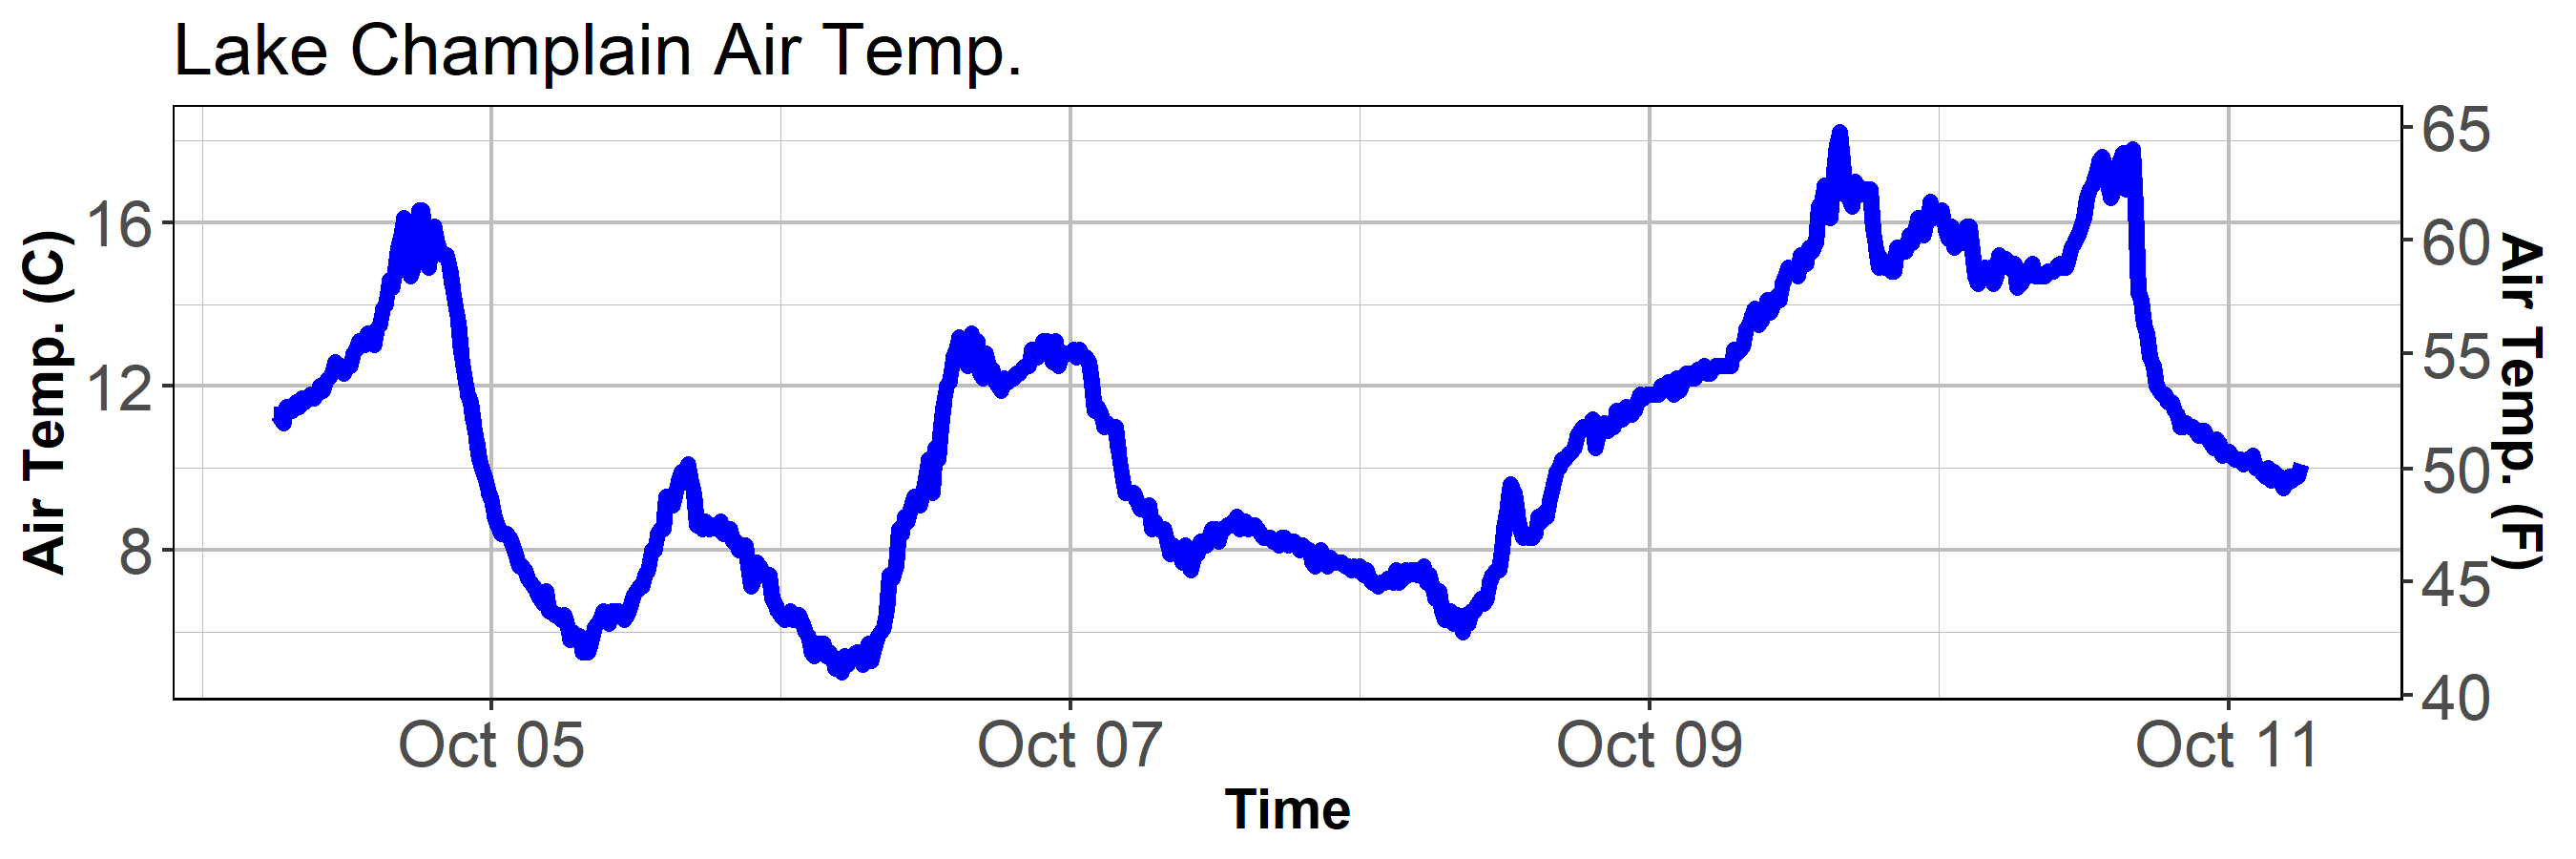 Lake Champlain Air Temp.
Air Temp. (C)
16
12
8
65
60
55
50
45
40
Air Temp. (F)
Oct 05
Oct 07
Oct 09
Oct 11
Time